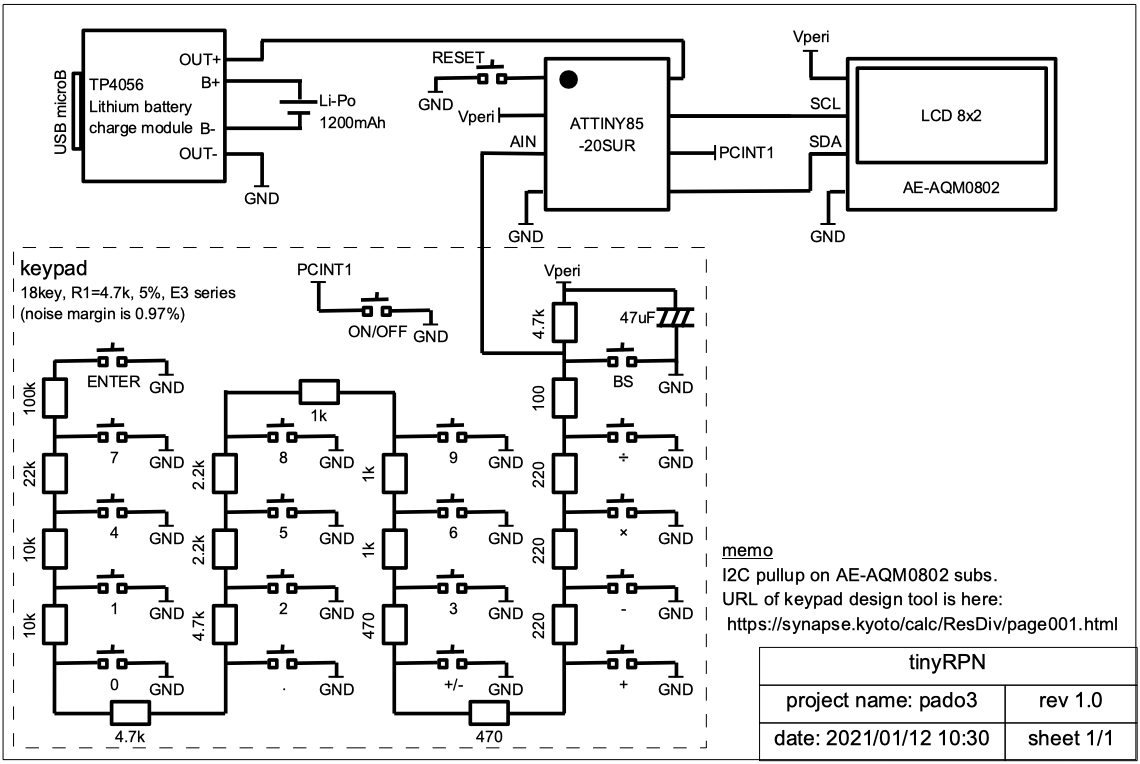 USB microB
TP4056
Lithium battery
charge module
OUT+
B+
B-
OUT-
Li-Po
1200mAh
GND
RESET
GND
Vperi
AIN
GND
ATTINY85
-20SUR
PCINT1
Vperi
SCL
SDA
GND
LCD 8x2
AE-AQM0802
keypad
18key, R1=4.7k, 5%, E3 series
(noise margin is 0.97%)
PCINT1
ON/OFF
GND
Vperi
4.7k
47uF
BS
GND
100k
ENTER
GND
1k
100
22k
7
GND
2.2k
8
GND
1k
9
GND
220
÷
GND
10k
4
GND
2.2k
5
GND
1k
6
GND
220
×
GND
10k
1
GND
4.7k
2
GND
470
3
GND
220
-
GND
0
GND
.
GND
+/-
GND
+
GND
4.7k
470
memo
I2C pullup on AE-AQM0802 subs.
URL of keypad design tool is here:
https://synapse.kyoto/calc/ResDiv/page001.html
tinyRPN
project name: pado3
rev 1.0
date: 2021/01/12 10:30
sheet 1/1